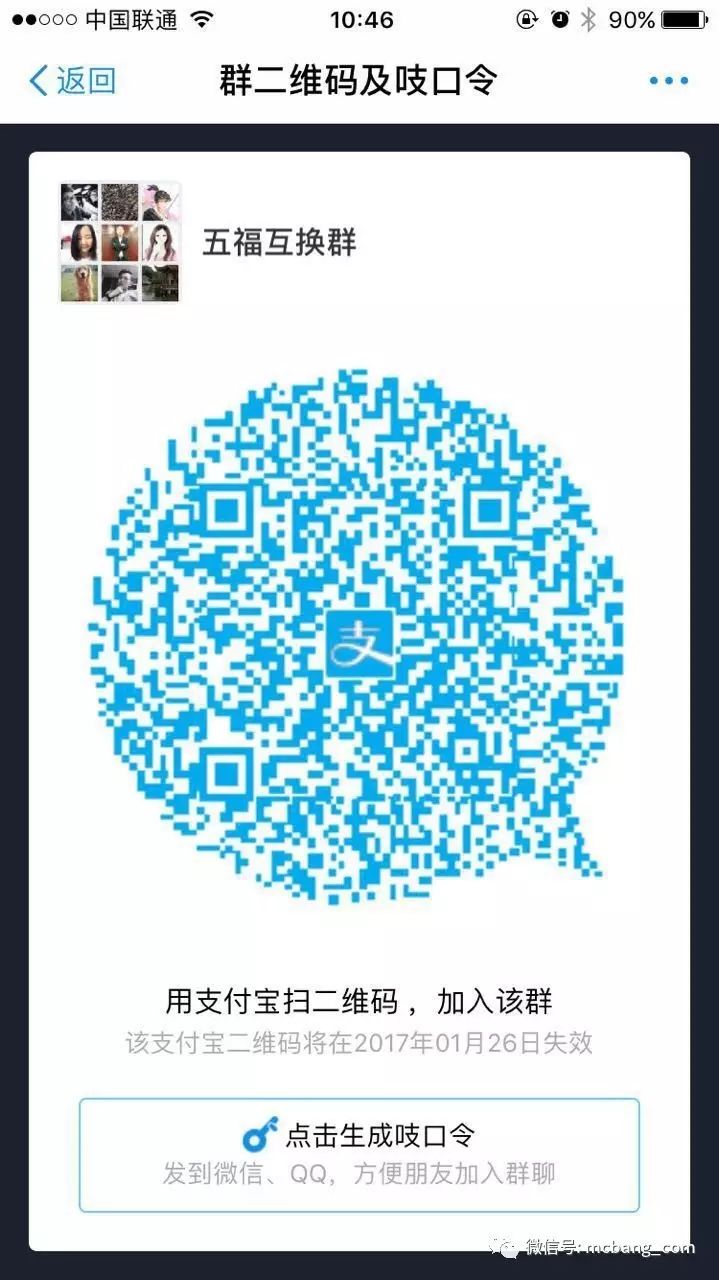 中国联通 10:46 90%
返回 群二维码及吱口令
五福互换群
支
用支付宝扫二维码，加入该群
该支付宝二维码将在2017年01月26日失效
点击生成吱口令
发到微信、QQ，方便朋友加入群聊
微信号: mcbang_com